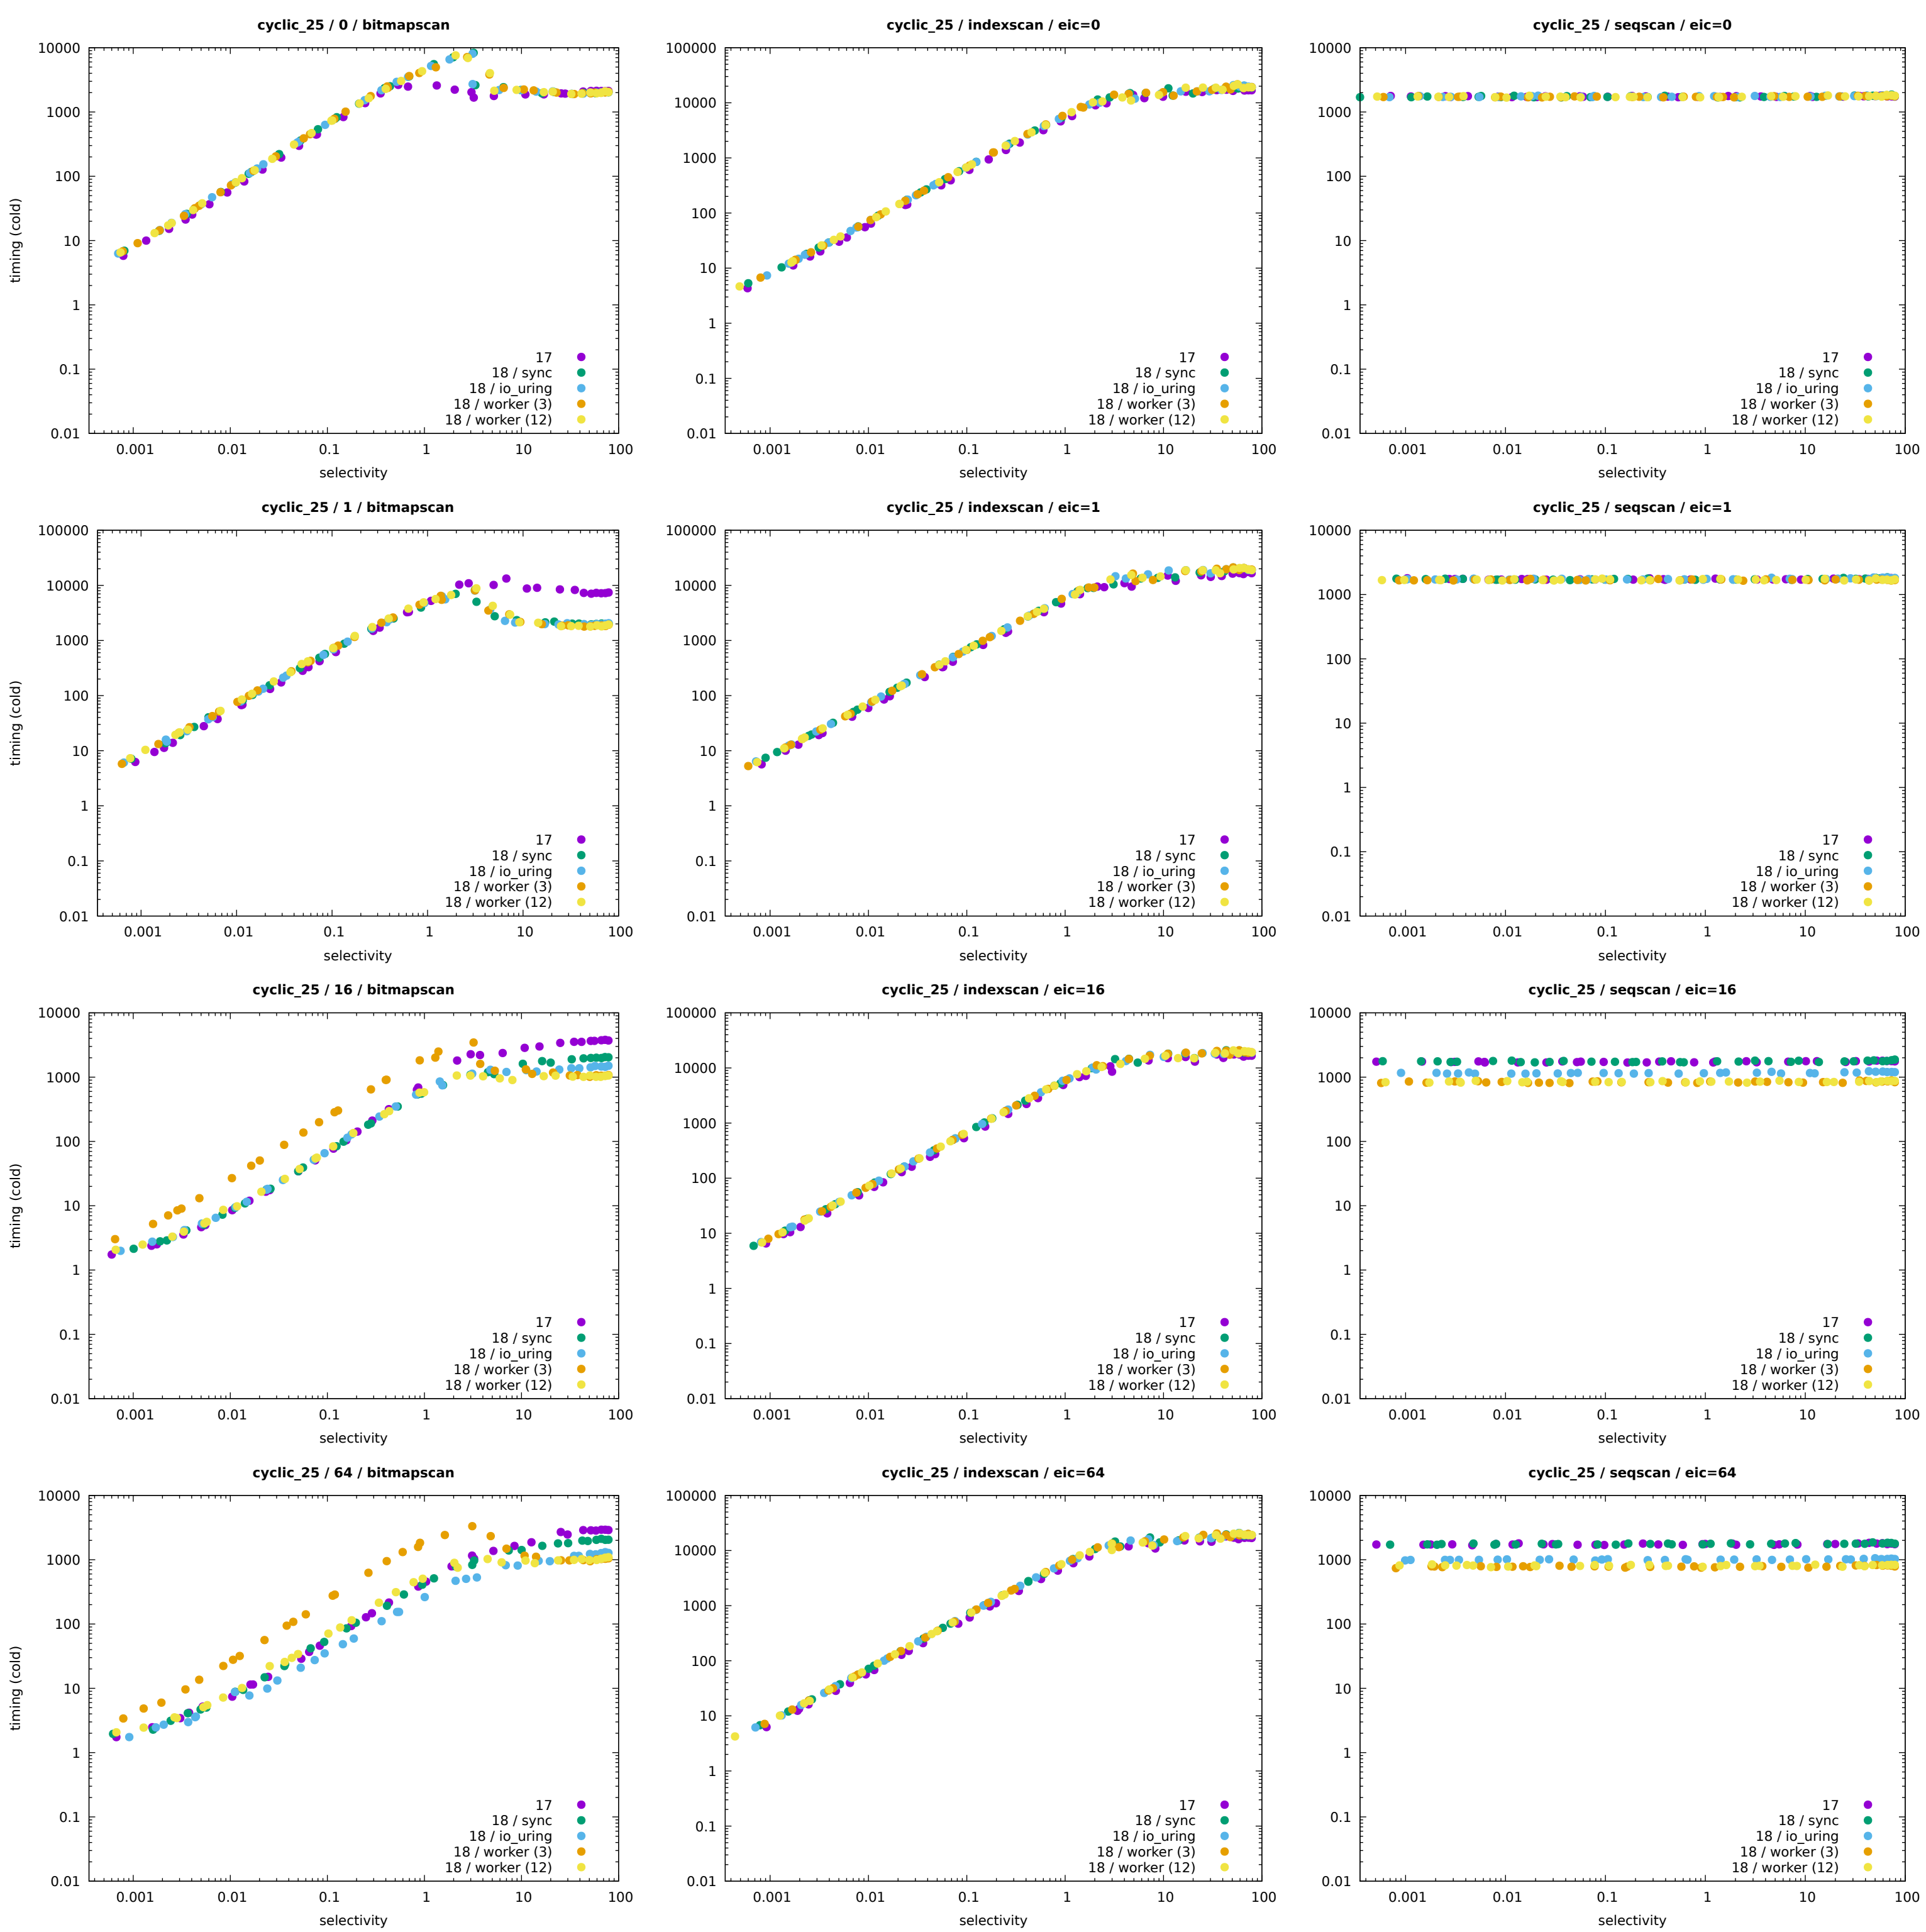 cyclic_25 / 0 / bitmapscan
timing (cold)
10000
1000
100
10
1
0.1
0.01
17
18 / sync
18 / io_uring
18 / worker (3)
18 / worker (12)
0.001 0.01 0.1 1 10 100
selectivity
cyclic_25 / indexscan / eic=0
100000
10000
1000
100
10
1
0.1
0.01
17
18 / sync
18 / io_uring
18 / worker (3)
18 / worker (12)
0.001 0.01 0.1 1 10 100
selectivity
cyclic_25 / seqscan / eic=0
10000
1000
100
10
1
0.1
0.01
17
18 / sync
18 / io_uring
18 / worker (3)
18 / worker (12)
0.001 0.01 0.1 1 10 100
selectivity
cyclic_25 / 1 / bitmapscan
timing (cold)
100000
10000
1000
100
10
1
0.1
0.01
17
18 / sync
18 / io_uring
18 / worker (3)
18 / worker (12)
0.001 0.01 0.1 1 10 100
selectivity
cyclic_25 / indexscan / eic=1
100000
10000
1000
100
10
1
0.1
0.01
17
18 / sync
18 / io_uring
18 / worker (3)
18 / worker (12)
0.001 0.01 0.1 1 10 100
selectivity
cyclic_25 / seqscan / eic=1
10000
1000
100
10
1
0.1
0.01
17
18 / sync
18 / io_uring
18 / worker (3)
18 / worker (12)
0.001 0.01 0.1 1 10 100
selectivity
cyclic_25 / 16 / bitmapscan
timing (cold)
10000
1000
100
10
1
0.1
0.01
17
18 / sync
18 / io_uring
18 / worker (3)
18 / worker (12)
0.001 0.01 0.1 1 10 100
selectivity
cyclic_25 / indexscan / eic=16
100000
10000
1000
100
10
1
0.1
0.01
17
18 / sync
18 / io_uring
18 / worker (3)
18 / worker (12)
0.001 0.01 0.1 1 10 100
selectivity
cyclic_25 / seqscan / eic=16
10000
1000
100
10
1
0.1
0.01
17
18 / sync
18 / io_uring
18 / worker (3)
18 / worker (12)
0.001 0.01 0.1 1 10 100
selectivity
cyclic_25 / 64 / bitmapscan
timing (cold)
10000
1000
100
10
1
0.1
0.01
17
18 / sync
18 / io_uring
18 / worker (3)
18 / worker (12)
0.001 0.01 0.1 1 10 100
selectivity
cyclic_25 / indexscan / eic=64
100000
10000
1000
100
10
1
0.1
0.01
17
18 / sync
18 / io_uring
18 / worker (3)
18 / worker (12)
0.001 0.01 0.1 1 10 100
selectivity
cyclic_25 / seqscan / eic=64
10000
1000
100
10
1
0.1
0.01
17
18 / sync
18 / io_uring
18 / worker (3)
18 / worker (12)
0.001 0.01 0.1 1 10 100
selectivity